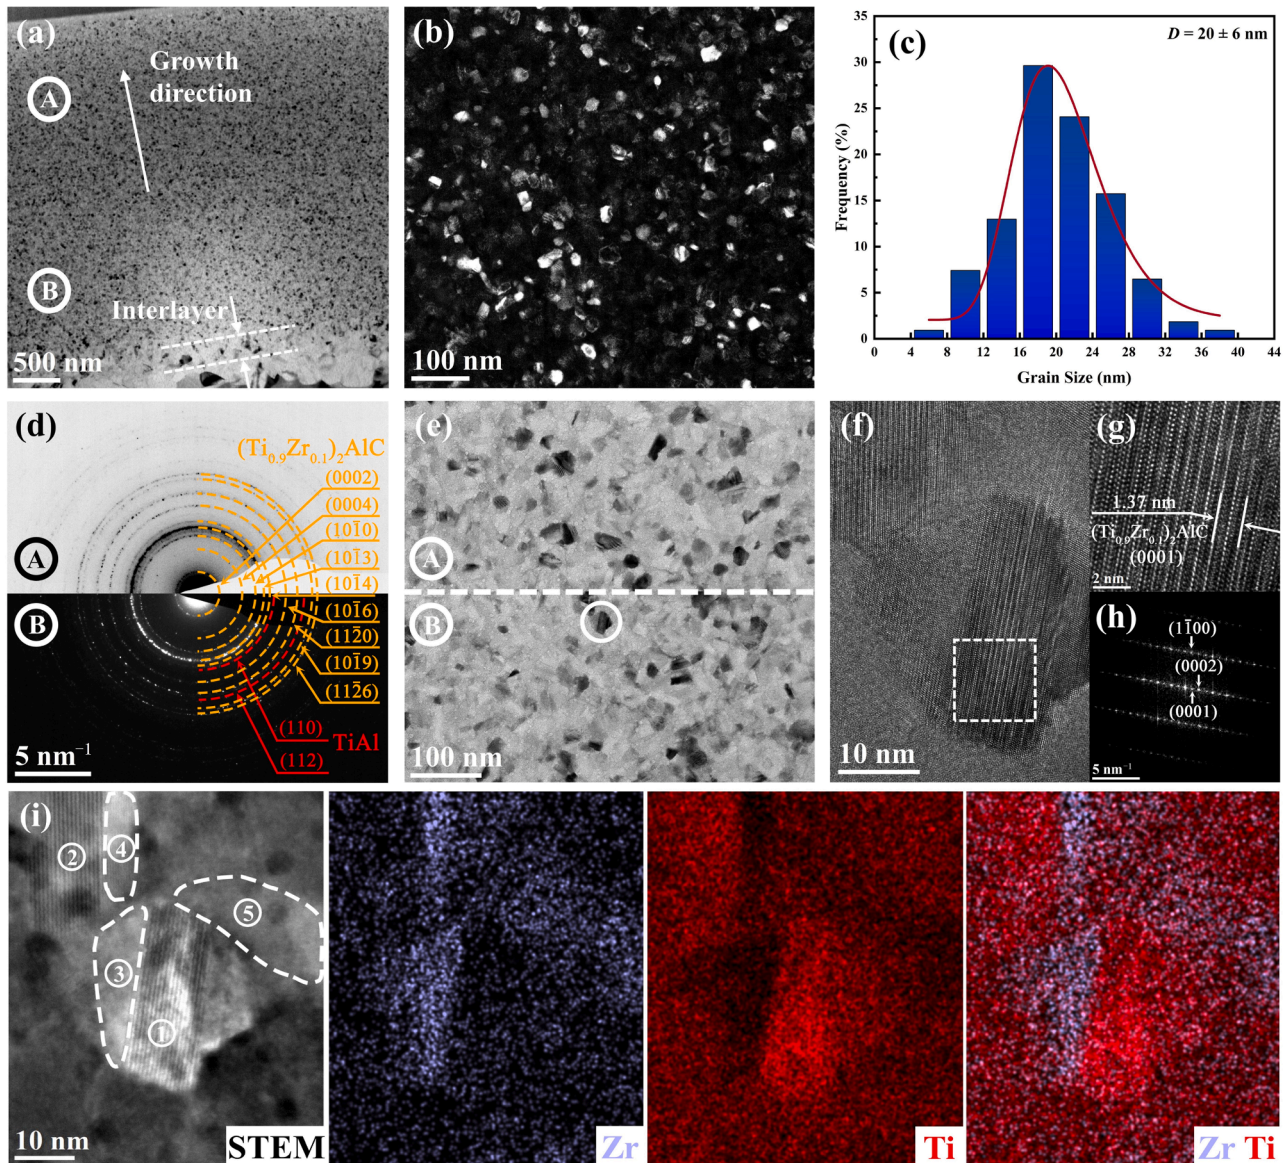 (a)
Growth
direction
A
B
Interlayer
500 nm
(b)
100 nm
(c)
D = 20 ± 6 nm
Frequency (%)
35
30
25
20
15
10
5
0
0 4 8 12 16 20 24 28 32 36 40 44
Grain Size (nm)
(d)
(Ti0.9Zr0.1)2AlC
(0002)
(0004)
(101̅0)
(101̅3)
(101̅4)
(101̅6)
(112̅0)
(101̅9)
(112̅6)
(110)
TiAl
(112)
A
B
5 nm⁻¹
(e)
A
B
100 nm
(f)
10 nm
(g)
1.37 nm
(Ti0.9Zr0.1)2AlC
(0001)
2 nm
(h)
(11̅00)
(0002)
(0001)
5 nm⁻¹
(i)
②
④
⑤
③
①
10 nm
STEM
Zr
Ti
Zr Ti